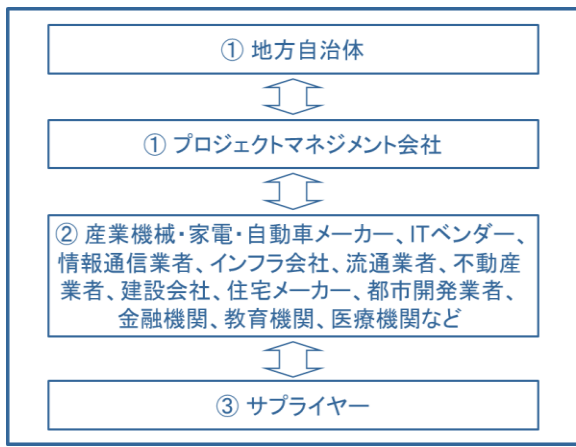 ① 地方自治体
① プロジェクトマネジメント会社
② 産業機械・家電・自動車メーカー、ITベンダー、
情報通信業者、インフラ会社、流通業者、不動産
業者、建設会社、住宅メーカー、都市開発業者、
金融機関、教育機関、医療機関など
③ サプライヤー